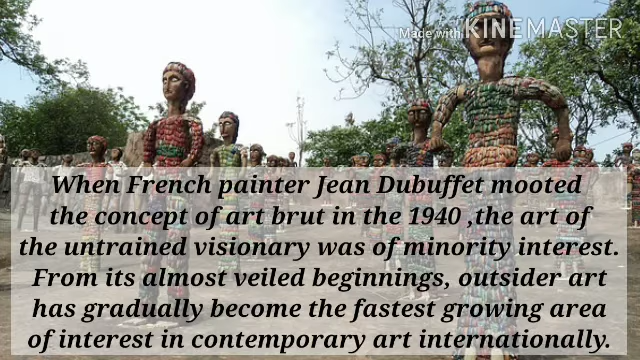 Made with KINEMASTER
When French painter Jean Dubuffet mooted
the concept of art brut in the 1940 ,the art of
the untrained visionary was of minority interest.
From its almost veiled beginnings, outsider art
has gradually become the fastest growing area
of interest in contemporary art internationally.